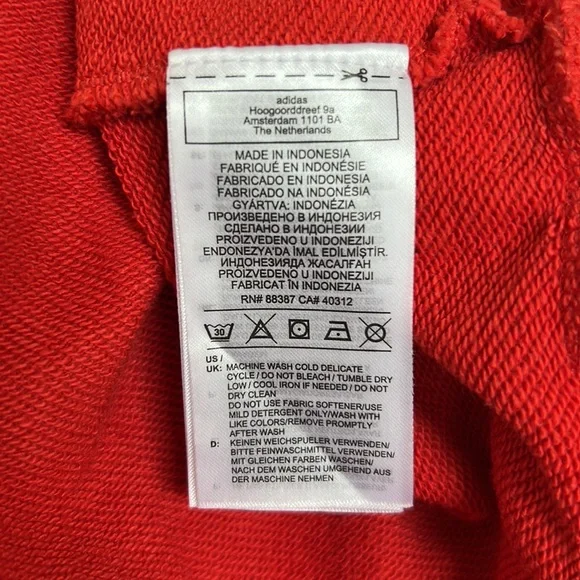 adidas
Hoogoorddreef 9a
Amsterdam 1101 BA
The Netherlands
MADE IN INDONESIA
FABRIQUÉ EN INDONÉSIE
FABRICADO EN INDONESIA
FABRICADO NA INDONÉSIA
GYÁRTVA: INDONÉZIA
ПРОИЗВЕДЕНО В ИНДОНЕЗИЯ
СДЕЛАНО В ИНДОНЕЗИИ
PROIZVEDENO U INDONEZIJI
ENDONEZYA'DA İMAL EDİLMİŞTİR.
ИНДОНЕЗИЯДА ЖАСАЛҒАН
PROIZVEDENO U INDONEZIJI
FABRICAT ÎN INDONEZIA
RN# 88387 CA# 40312
30
US /
UK: MACHINE WASH COLD DELICATE
CYCLE / DO NOT BLEACH / TUMBLE DRY
LOW / COOL IRON IF NEEDED / DO NOT
DRY CLEAN
DO NOT USE FABRIC SOFTENER/USE
MILD DETERGENT ONLY/WASH WITH
LIKE COLORS/REMOVE PROMPTLY
AFTER WASH
D: KEINEN WEICHSPUELER VERWENDEN/
BITTE FEINWASCHMITTEL VERWENDEN/
MIT GLEICHEN FARBEN WASCHEN/
NACH DEM WASCHEN UMGEHEND AUS
DER MASCHINE NEHMEN